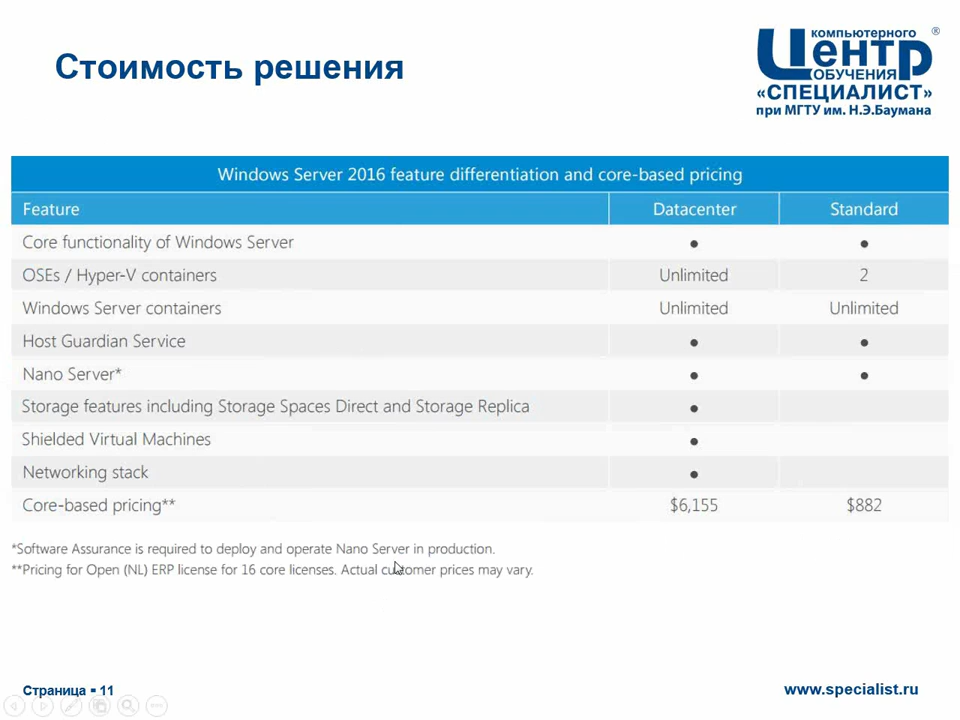 Стоимость решения
компьютерного
Центр
обучения
«СПЕЦИАЛИСТ»
при МГТУ им. Н.Э.Баумана
®
Windows Server 2016 feature differentiation and core-based pricing
Feature Datacenter Standard
Core functionality of Windows Server ● ●
OSEs / Hyper-V containers Unlimited 2
Windows Server containers Unlimited Unlimited
Host Guardian Service ● ●
Nano Server* ● ●
Storage features including Storage Spaces Direct and Storage Replica ●
Shielded Virtual Machines ●
Networking stack ●
Core-based pricing** $6,155 $882
*Software Assurance is required to deploy and operate Nano Server in production.
**Pricing for Open (NL) ERP license for 16 core licenses. Actual customer prices may vary.
Страница ▪ 11
www.specialist.ru